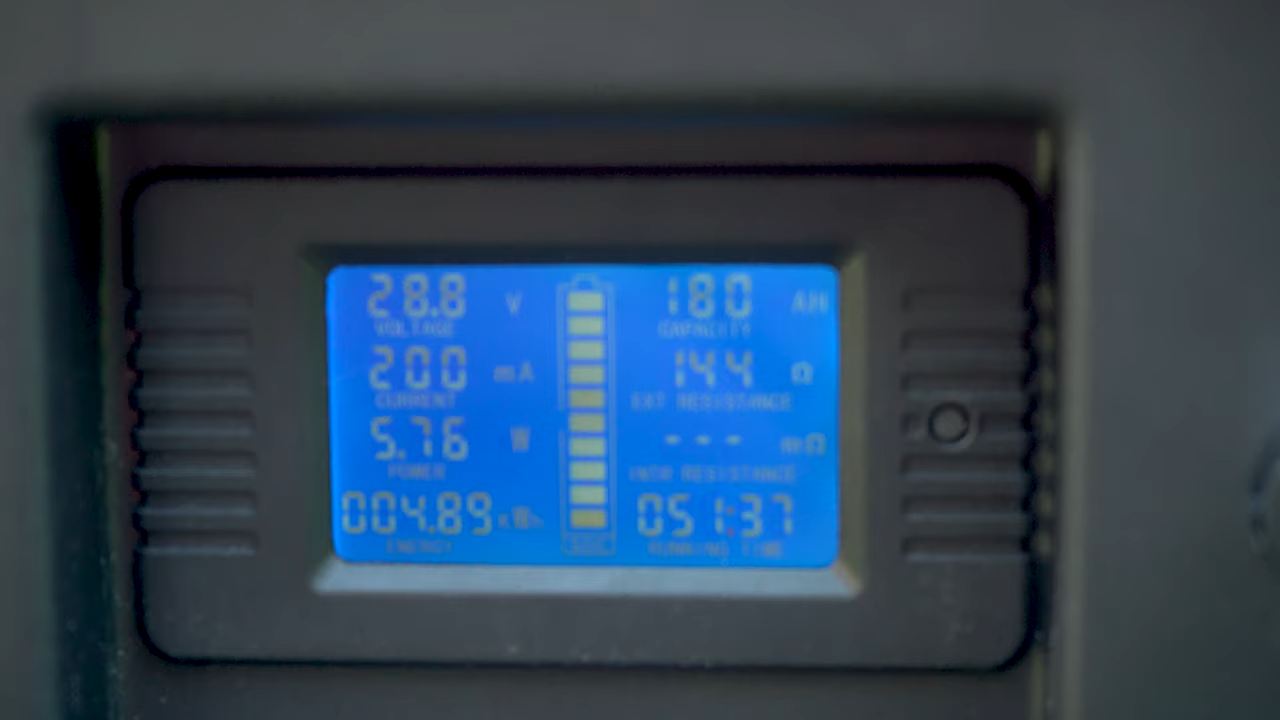 28.8 V
VOLTAGE
200 mA
CURRENT
5.76 W
POWER
004.89 kWh
ENERGY
180 AH
CAPACITY
144 Ω
EXT RESISTANCE
--- mΩ
INTR RESISTANCE
051:37
RUNNING TIME